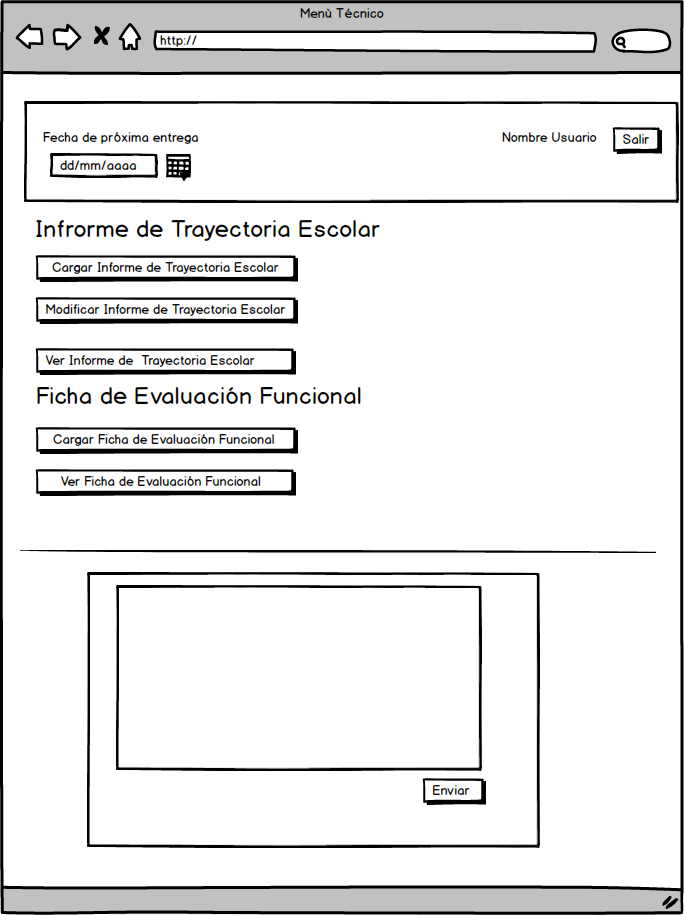 Menù Técnico
http://
Fecha de próxima entrega
Nombre Usuario
Salir
dd/mm/aaaa
Infrorme de Trayectoria Escolar
Cargar Informe de Trayectoria Escolar
Modificar Informe de Trayectoria Escolar
Ver Informe de Trayectoria Escolar
Ficha de Evaluación Funcional
Cargar Ficha de Evaluación Funcional
Ver Ficha de Evaluación Funcional
Enviar